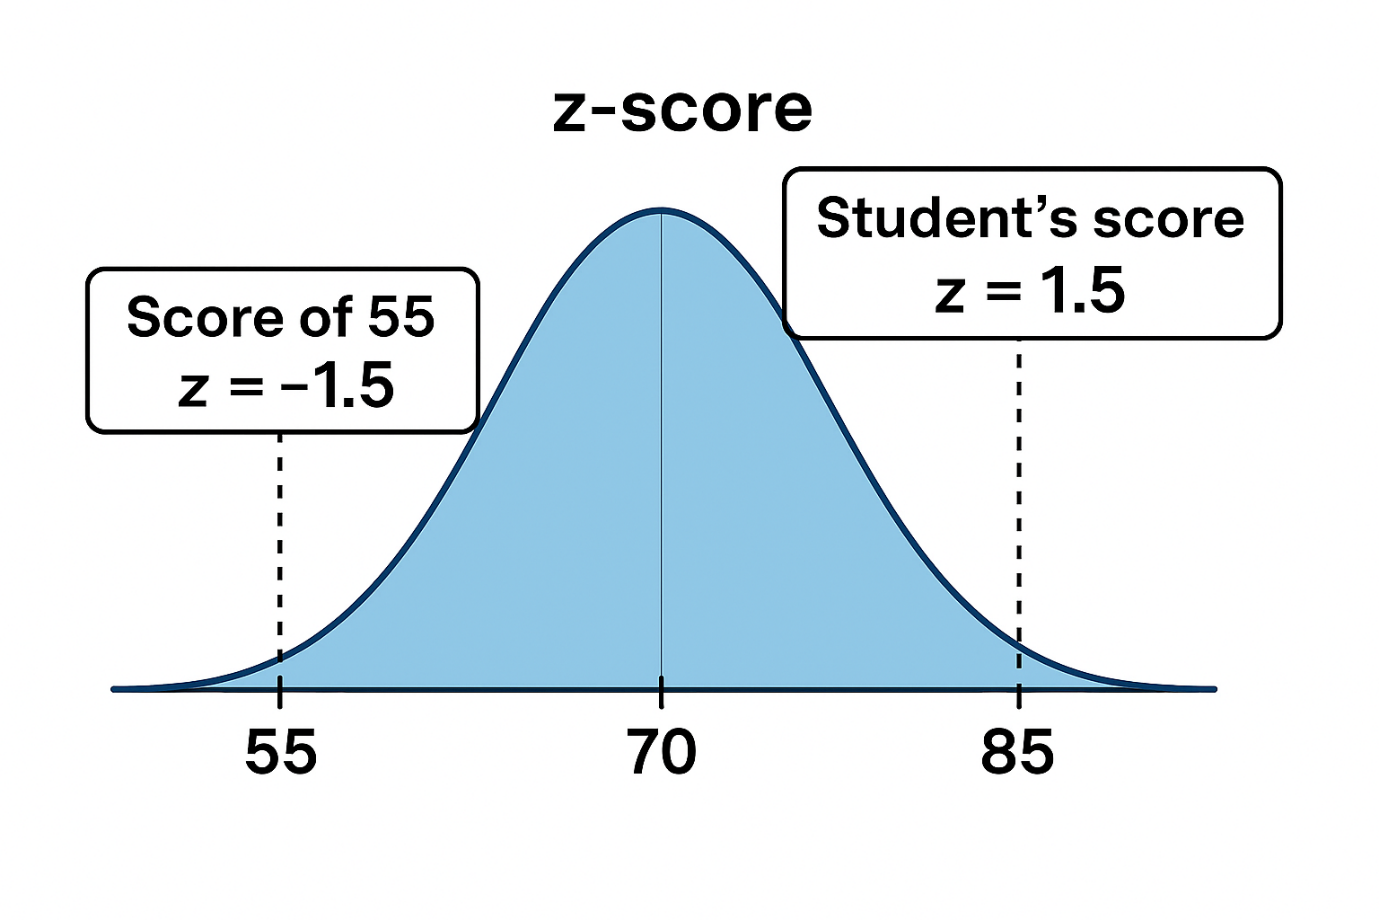 z-score
Score of 55
z = –1.5
Student’s score
z = 1.5
55
70
85